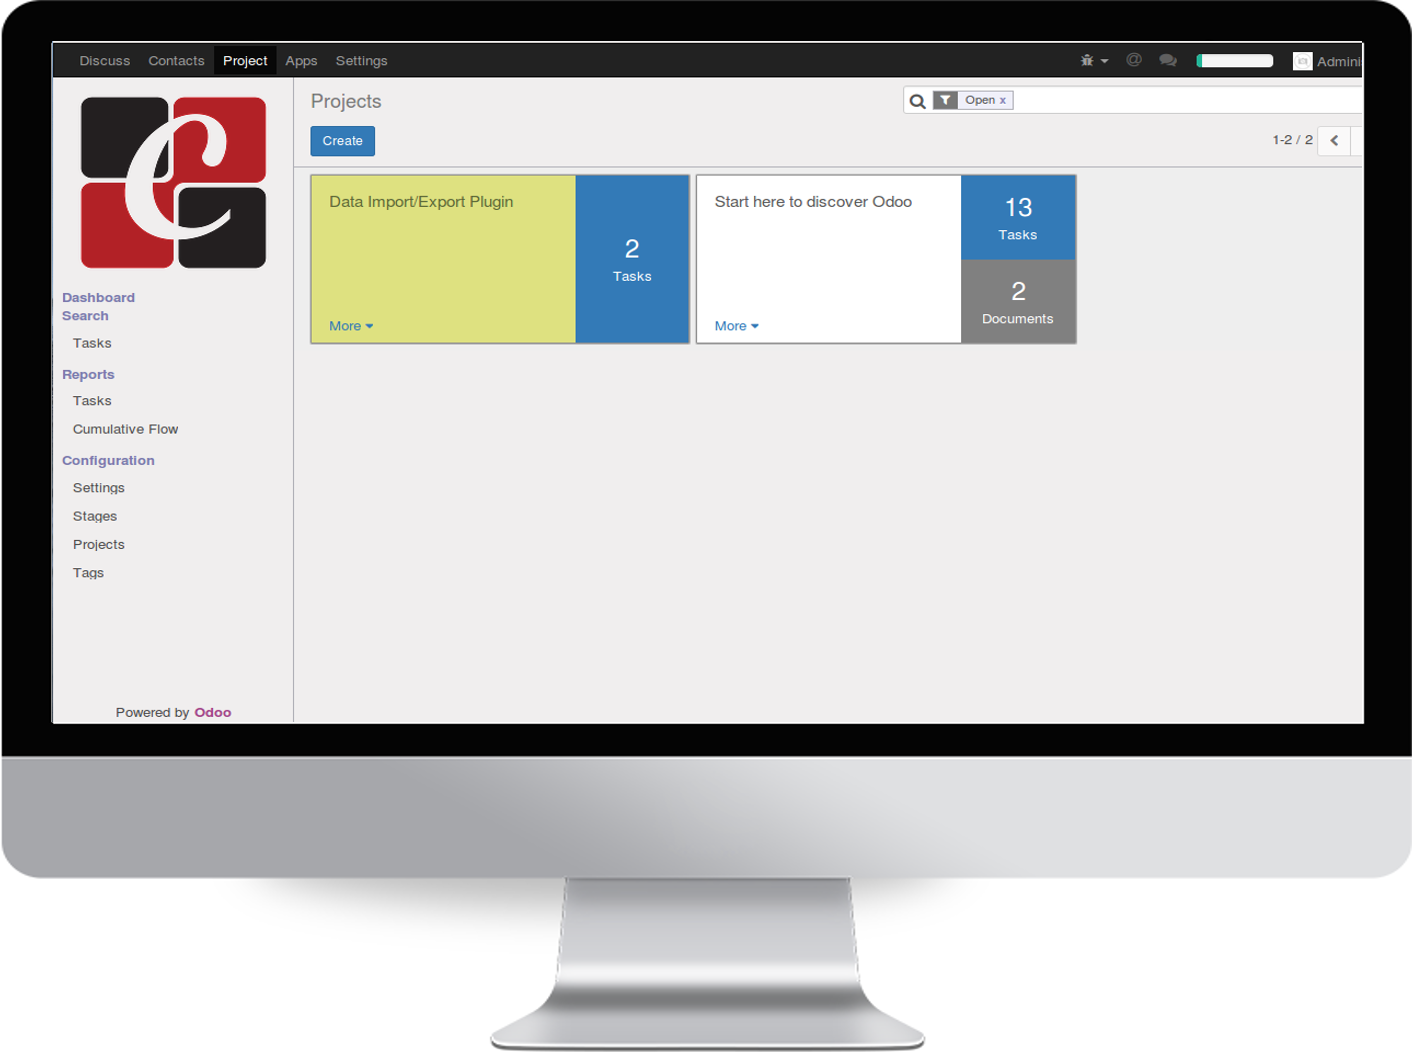 Discuss Contacts Project Apps Settings
@
Admini
C
Projects
Open x
Create
1-2 / 2
Data Import/Export Plugin
2
Tasks
More
Start here to discover Odoo
13
Tasks
2
Documents
More
Dashboard
Search
Tasks
Reports
Tasks
Cumulative Flow
Configuration
Settings
Stages
Projects
Tags
Powered by Odoo